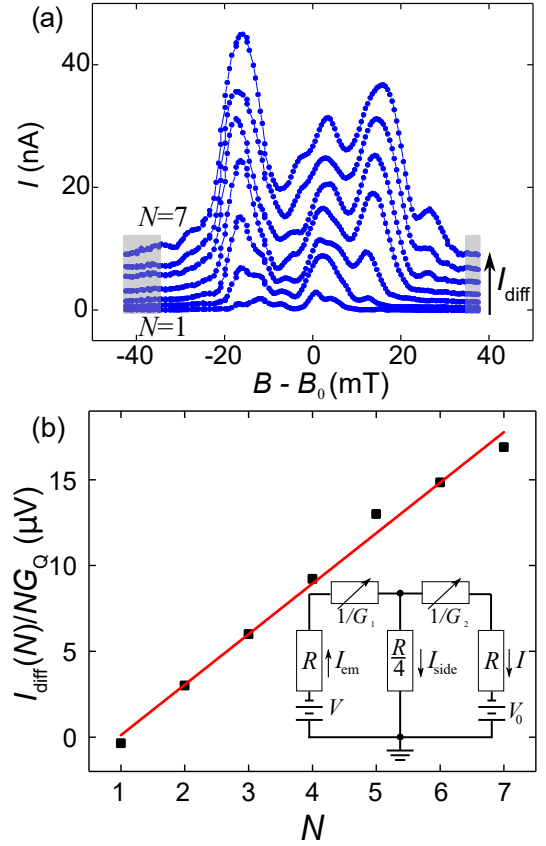 (a)
40
20
0
I (nA)
N=7
N=1
I_diff
-40 -20 0 20 40
B - B_0 (mT)
(b)
15
10
5
0
I_diff(N)/NG_Q (μV)
1/G_1 1/G_2
R I_em R/4 I_side R I
V V_0
1 2 3 4 5 6 7
N